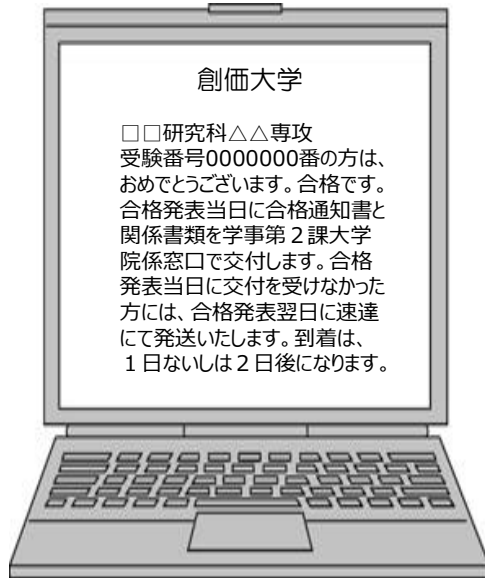 創価大学
□□研究科△△専攻
受験番号0000000番の方は、
おめでとうございます。合格です。
合格発表当日に合格通知書と
関係書類を学事第２課大学
院係窓口で交付します。合格
発表当日に交付を受けなかった
方には、合格発表翌日に速達
にて発送いたします。到着は、
１日ないしは２日後になります。